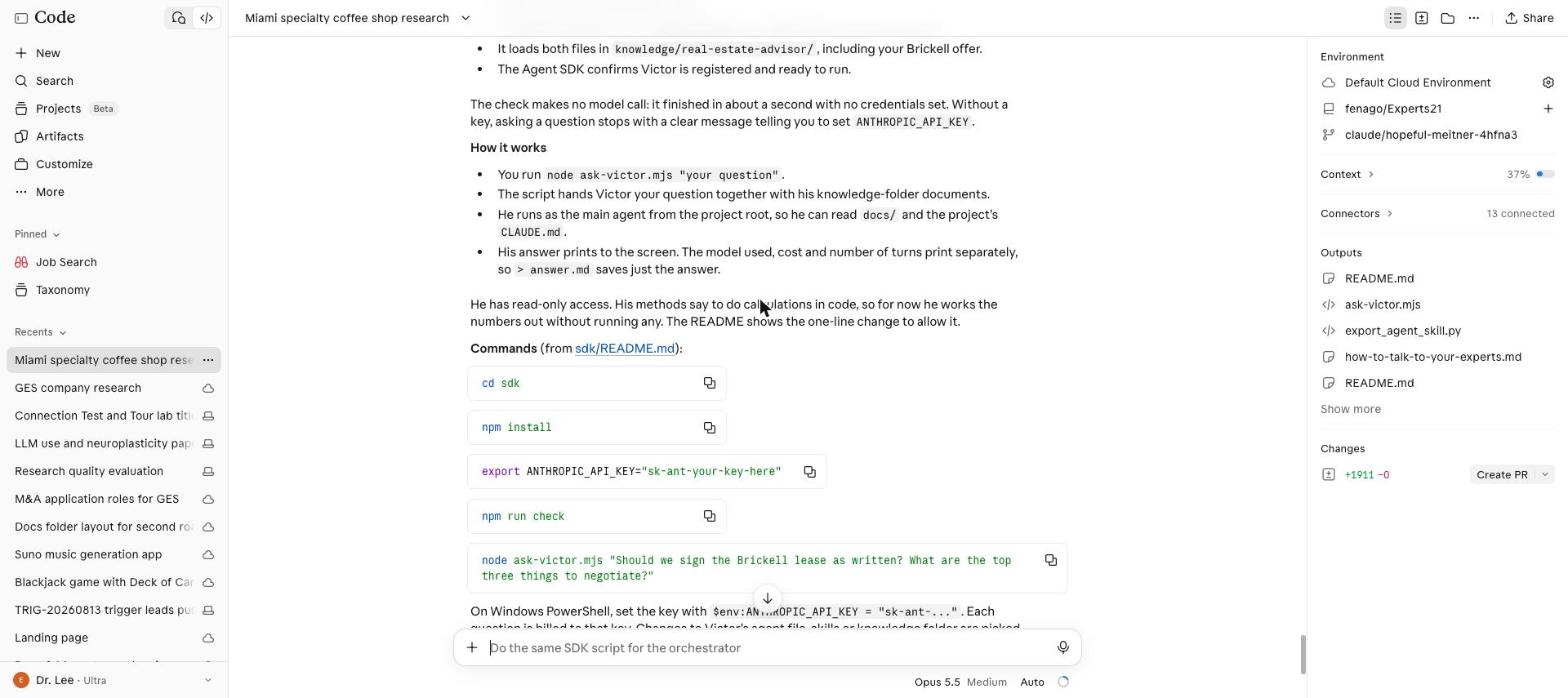 Code
New
Search
Projects Beta
Artifacts
Customize
More
Pinned
Job Search
Taxonomy
Recents
Miami specialty coffee shop rese
GES company research
Connection Test and Tour lab titl
LLM use and neuroplasticity pap
Research quality evaluation
M&A application roles for GES
Docs folder layout for second ro
Suno music generation app
Blackjack game with Deck of Car
TRIG-20260813 trigger leads pu
Landing page
Dr. Lee · Ultra
Miami specialty coffee shop research
Share
• It loads both files in knowledge/real-estate-advisor/, including your Brickell offer.
• The Agent SDK confirms Victor is registered and ready to run.
The check makes no model call: it finished in about a second with no credentials set. Without a
key, asking a question stops with a clear message telling you to set ANTHROPIC_API_KEY.
How it works
• You run node ask-victor.mjs "your question".
• The script hands Victor your question together with his knowledge-folder documents.
• He runs as the main agent from the project root, so he can read docs/ and the project's
CLAUDE.md.
• His answer prints to the screen. The model used, cost and number of turns print separately,
so > answer.md saves just the answer.
He has read-only access. His methods say to do calculations in code, so for now he works the
numbers out without running any. The README shows the one-line change to allow it.
Commands (from sdk/README.md):
cd sdk
npm install
export ANTHROPIC_API_KEY="sk-ant-your-key-here"
npm run check
node ask-victor.mjs "Should we sign the Brickell lease as written? What are the top
three things to negotiate?"
On Windows PowerShell, set the key with $env:ANTHROPIC_API_KEY = "sk-ant-...". Each
question is billed to that key. Changes to Victor's agent file, skills or knowledge folder are picked
Do the same SDK script for the orchestrator
Opus 5.5 Medium Auto
Environment
Default Cloud Environment
fenago/Experts21
claude/hopeful-meitner-4hfna3
Context 37%
Connectors 13 connected
Outputs
README.md
ask-victor.mjs
export_agent_skill.py
how-to-talk-to-your-experts.md
README.md
Show more
Changes
+1911 −0 Create PR